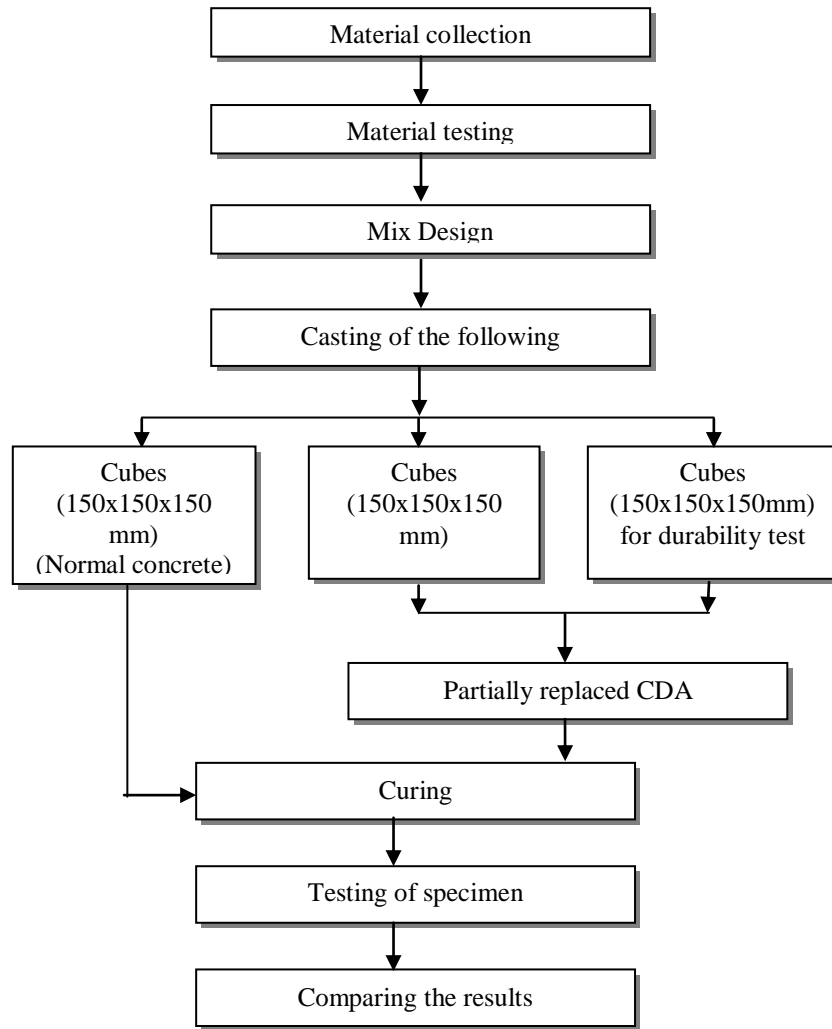 Material collection
Material testing
Mix Design
Casting of the following
Cubes
(150x150x150
mm)
(Normal concrete)
Cubes
(150x150x150
mm)
Cubes
(150x150x150mm)
for durability test
Partially replaced CDA
Curing
Testing of specimen
Comparing the results